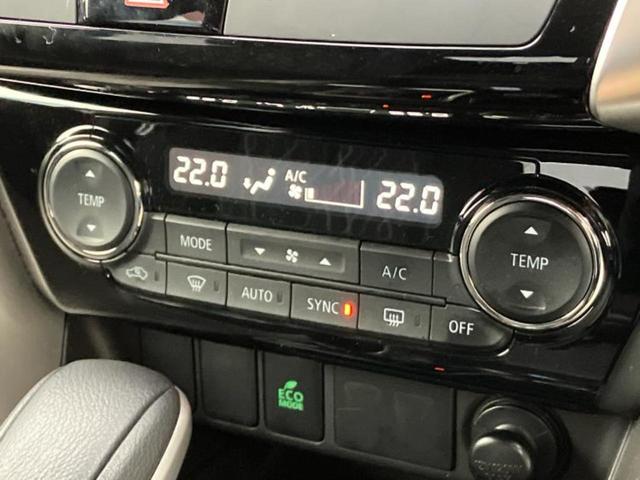 22.0 A/C 22.0
TEMP
MODE
A/C
TEMP
AUTO
SYNC
OFF
ECO
MODE